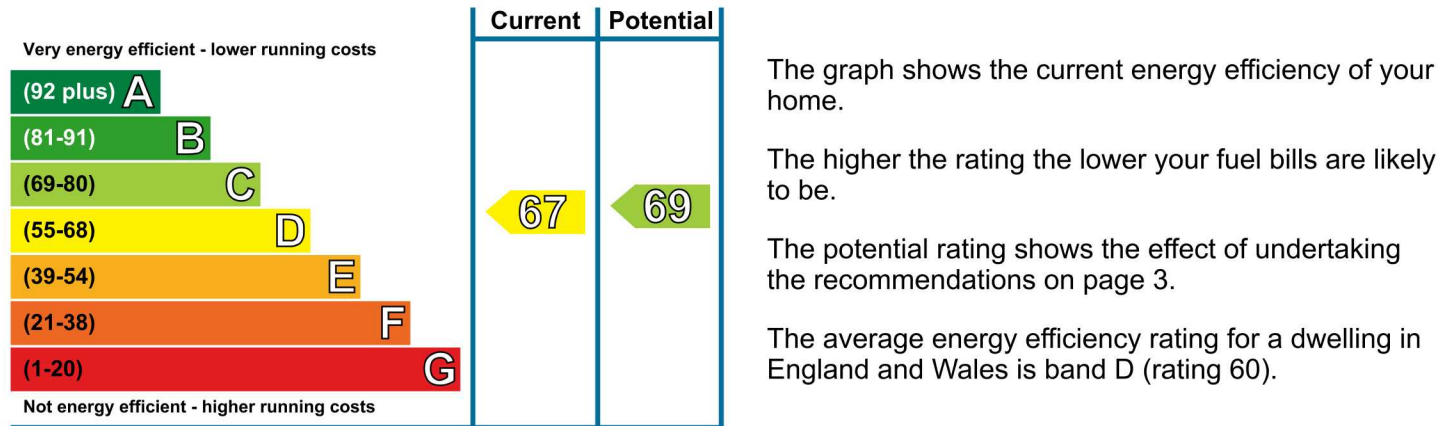 Current Potential
Very energy efficient - lower running costs
(92 plus) A
(81-91) B
(69-80) C
(55-68) D
(39-54) E
(21-38) F
(1-20) G
Not energy efficient - higher running costs
67 69
The graph shows the current energy efficiency of your
home.
The higher the rating the lower your fuel bills are likely
to be.
The potential rating shows the effect of undertaking
the recommendations on page 3.
The average energy efficiency rating for a dwelling in
England and Wales is band D (rating 60).